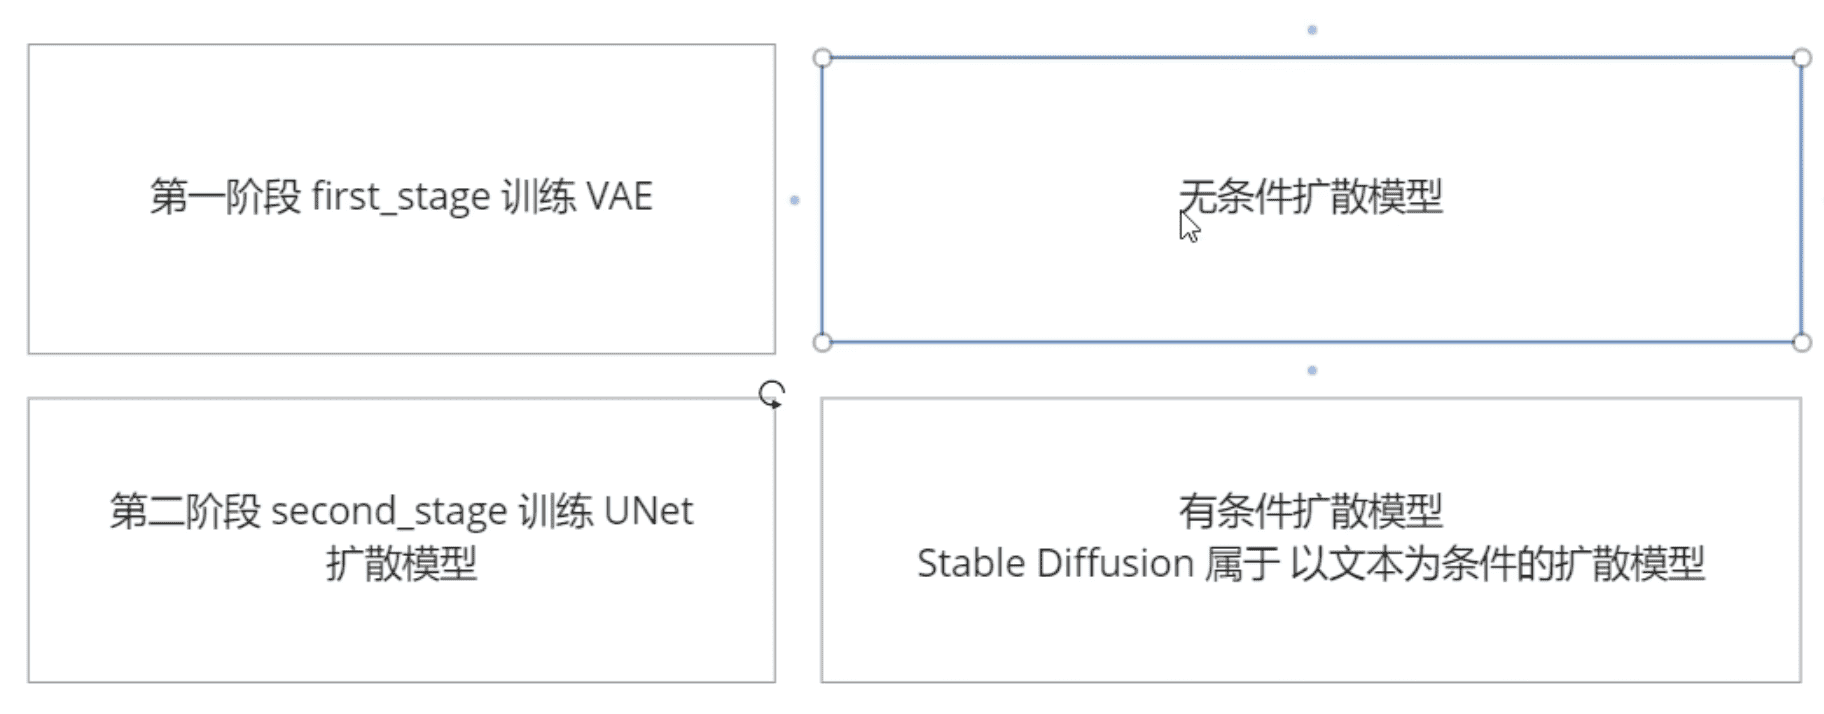 第一阶段 first_stage 训练 VAE
无条件扩散模型
第二阶段 second_stage 训练 UNet
扩散模型
有条件扩散模型
Stable Diffusion 属于 以文本为条件的扩散模型